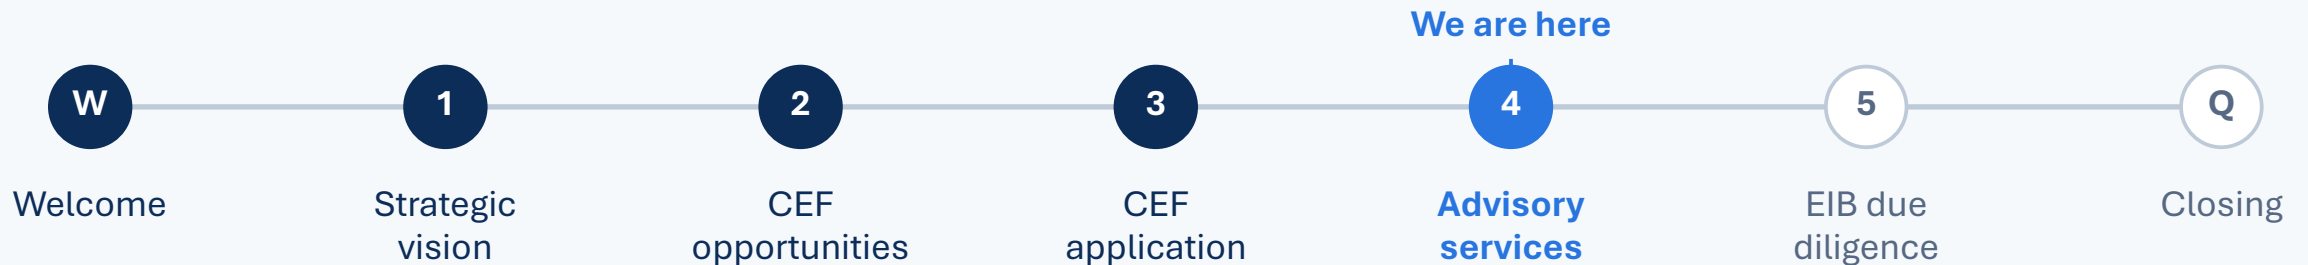 We are here
W
1
2
3
4
5
Q
Welcome
Strategic
vision
CEF
opportunities
CEF
application
Advisory
services
EIB due
diligence
Closing